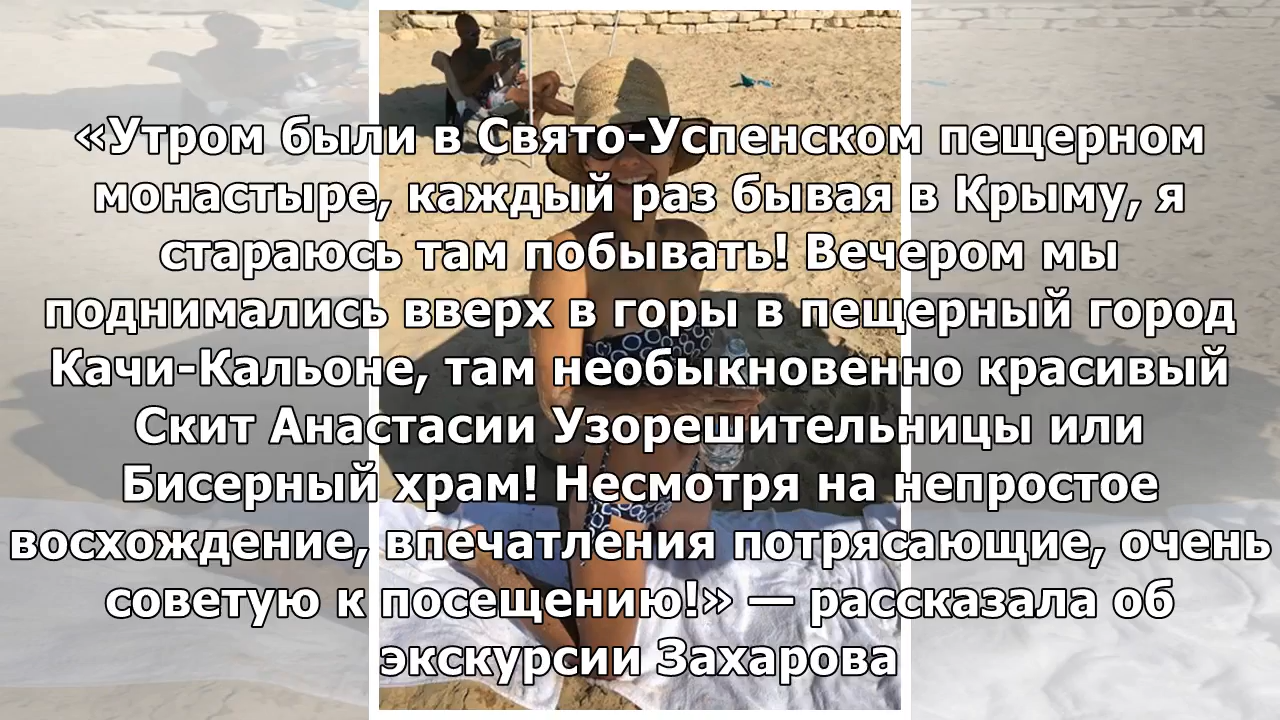 «Утром были в Свято-Успенском пещерном
монастыре, каждый раз бывая в Крыму, я
стараюсь там побывать! Вечером мы
поднимались вверх в горы в пещерный город
Качи-Кальоне, там необыкновенно красивый
Скит Анастасии Узорешительницы или
Бисерный храм! Несмотря на непростое
восхождение, впечатления потрясающие, очень
советую к посещению!» — рассказала об
экскурсии Захарова